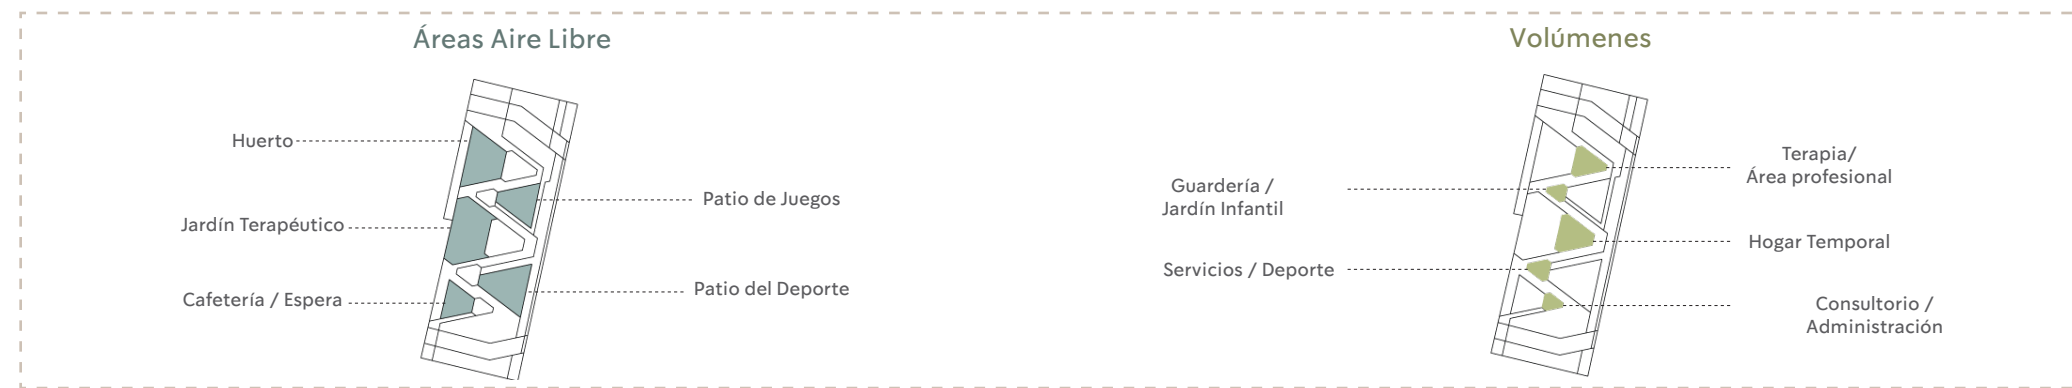 Áreas Aire Libre
Huerto
Jardín Terapéutico
Cafetería / Espera
Patio de Juegos
Patio del Deporte
Volúmenes
Guardería /
Jardín Infantil
Servicios / Deporte
Terapia/
Área profesional
Hogar Temporal
Consultorio /
Administración